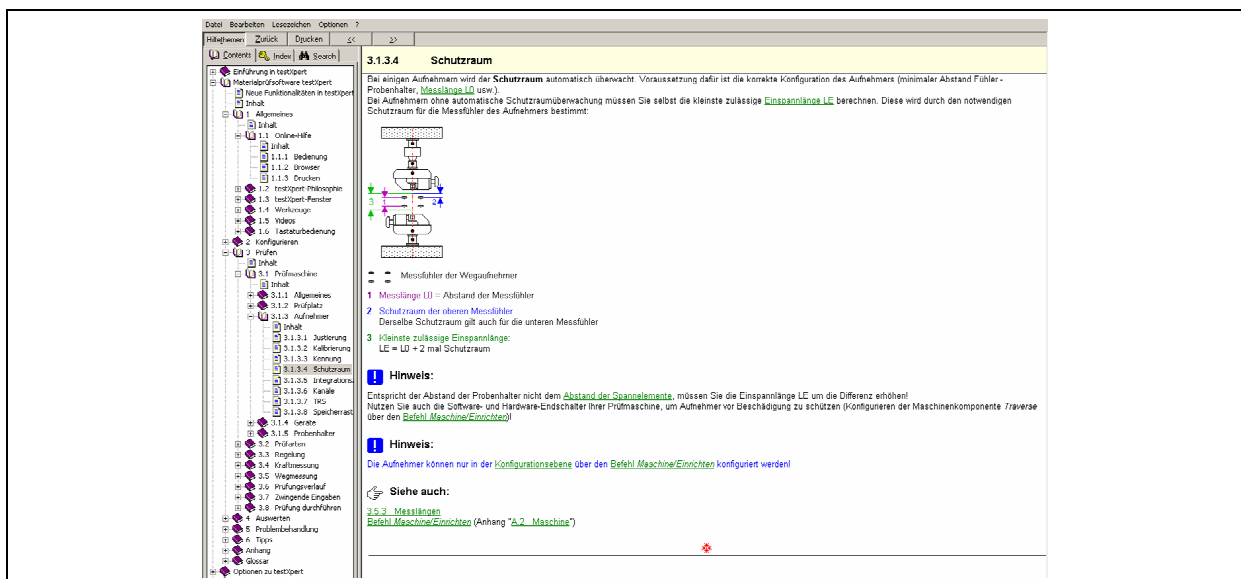 Datei Bearbeiten Lesezeichen Optionen ?
Hilfethemen Zurück Drucken << >>
Contents Index Search
Einführung in testXpert
Materialprüfsoftware testXpert
Neue Funktionalitäten in testXpert
Inhalt
1 Allgemeines
Inhalt
1.1 Online-Hilfe
Inhalt
1.1.1 Bedienung
1.1.2 Browser
1.1.3 Drucken
1.2 testXpert-Philosophie
1.3 testXpert-Fenster
1.4 Werkzeuge
1.5 Videos
1.6 Tastaturbedienung
2 Konfigurieren
3 Prüfen
Inhalt
3.1 Prüfmaschine
Inhalt
3.1.1 Allgemeines
3.1.2 Prüfplatz
3.1.3 Aufnehmer
Inhalt
3.1.3.1 Justierung
3.1.3.2 Kalibrierung
3.1.3.3 Kennung
3.1.3.4 Schutzraum
3.1.3.5 Integrations.
3.1.3.6 Kanäle
3.1.3.7 TRS
3.1.3.8 Speicherrast
3.1.4 Geräte
3.1.5 Probenhalter
3.2 Prüfarten
3.3 Regelung
3.4 Kraftmessung
3.5 Wegmessung
3.6 Prüfungsverlauf
3.7 Zwingende Eingaben
3.8 Prüfung durchführen
4 Auswerten
5 Problembehandlung
6 Tipps
Anhang
Glossar
Optionen zu testXpert
3.1.3.4 Schutzraum
Bei einigen Aufnehmern wird der Schutzraum automatisch überwacht. Voraussetzung dafür ist die korrekte Konfiguration des Aufnehmers (minimaler Abstand Fühler -
Probenhalter, Messlänge L0 usw.).
Bei Aufnehmern ohne automatische Schutzraumüberwachung müssen Sie selbst die kleinste zulässige Einspannlänge LE berechnen. Diese wird durch den notwendigen
Schutzraum für die Messfühler des Aufnehmers bestimmt:
3 1 2
Messfühler der Wegaufnehmer
1 Messlänge L0 = Abstand der Messfühler
2 Schutzraum der oberen Messfühler
Derselbe Schutzraum gilt auch für die unteren Messfühler
3 Kleinste zulässige Einspannlänge:
LE = L0 + 2 mal Schutzraum
! Hinweis:
Entspricht der Abstand der Probenhalter nicht dem Abstand der Spannelemente, müssen Sie die Einspannlänge LE um die Differenz erhöhen!
Nutzen Sie auch die Software- und Hardware-Endschalter Ihrer Prüfmaschine, um Aufnehmer vor Beschädigung zu schützen (Konfigurieren der Maschinenkomponente Traverse
über den Befehl Maschine/Einrichten)!
! Hinweis:
Die Aufnehmer können nur in der Konfigurationsebene über den Befehl Maschine/Einrichten konfiguriert werden!
Siehe auch:
3.5.3 Messlängen
Befehl Maschine/Einrichten (Anhang "A.2 Maschine")